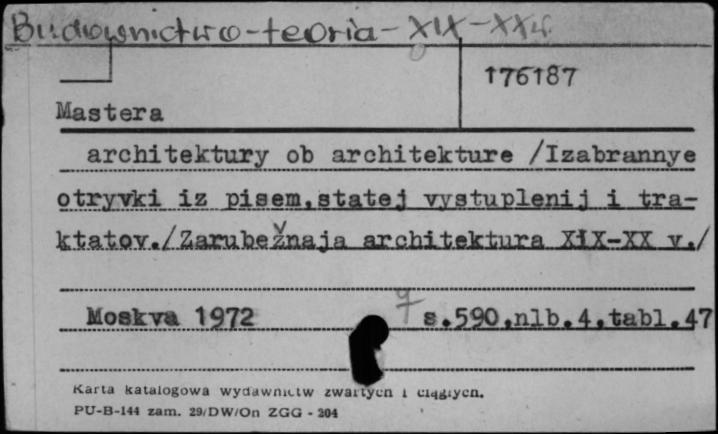 Budownictwo-teoria-XIX-XXw.
176187
Mastera
architektury ob architekture /Izabrannye
otryvki iz pisem,statej vystuplenij i tra-
ktatov./Zarubežnaja architektura XIX-XX v./
Moskva 1972 s.590,nlb.4,tabl.47
Karta katalogowa wydawnictw zwartych i ciągłych.
PU-B-144 zam. 29/DW/On ZGG - 204